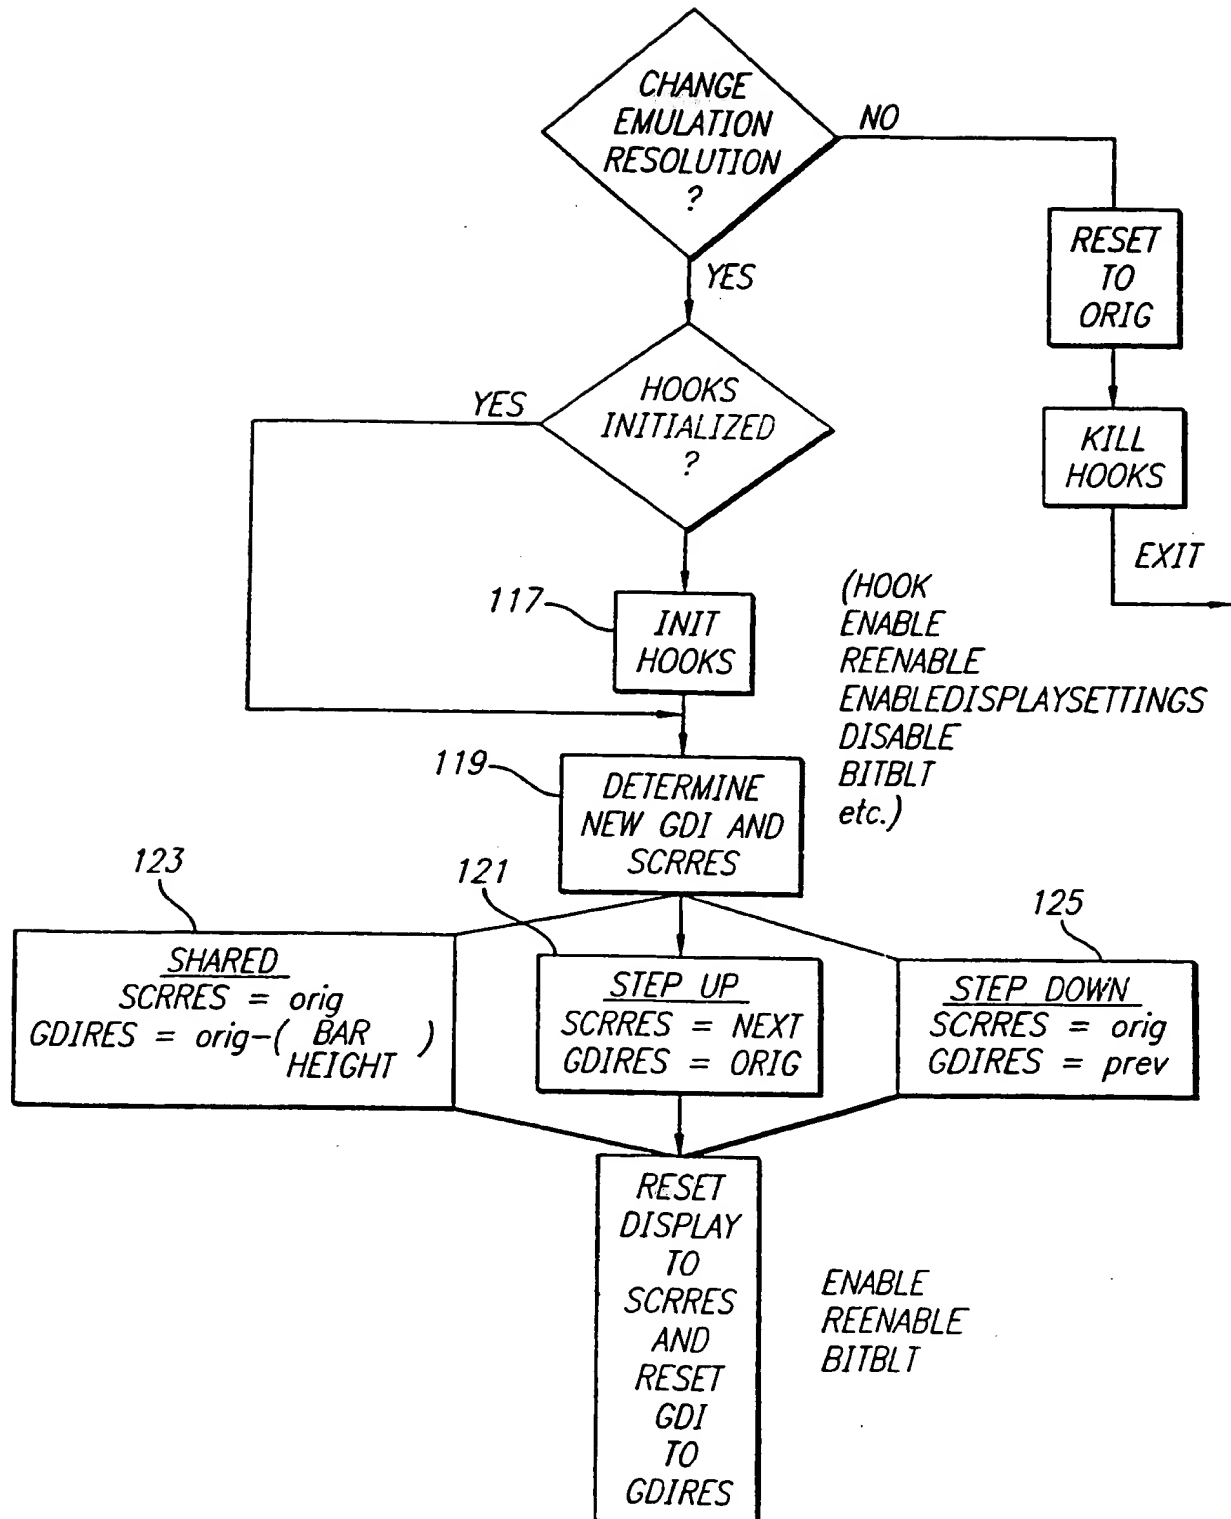 CHANGE
EMULATION
RESOLUTION
?
NO
YES
RESET
TO
ORIG
KILL
HOOKS
EXIT
HOOKS
INITIALIZED
?
YES
117
INIT
HOOKS
(HOOK
ENABLE
REENABLE
ENABLEDISPLAYSETTINGS
DISABLE
BITBLT
etc.)
119
DETERMINE
NEW GDI AND
SCRRES
123
SHARED
SCRRES = orig
GDIRES = orig-( BAR
HEIGHT )
121
STEP UP
SCRRES = NEXT
GDIRES = ORIG
125
STEP DOWN
SCRRES = orig
GDIRES = prev
RESET
DISPLAY
TO
SCRRES
AND
RESET
GDI
TO
GDIRES
ENABLE
REENABLE
BITBLT